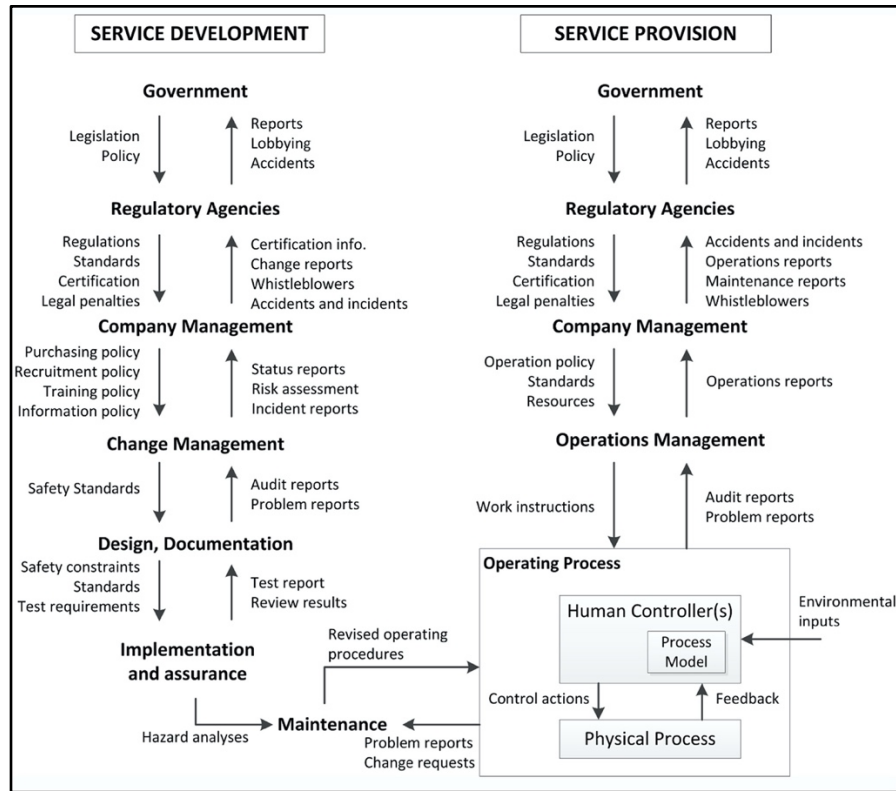 SERVICE DEVELOPMENT
Government
Legislation
Policy
Reports
Lobbying
Accidents
Regulatory Agencies
Regulations
Standards
Certification
Legal penalties
Certification info.
Change reports
Whistleblowers
Accidents and incidents
Company Management
Purchasing policy
Recruitment policy
Training policy
Information policy
Status reports
Risk assessment
Incident reports
Change Management
Safety Standards
Audit reports
Problem reports
Design, Documentation
Safety constraints
Standards
Test requirements
Test report
Review results
Implementation
and assurance
Hazard analyses
Maintenance
Revised operating
procedures
Problem reports
Change requests
SERVICE PROVISION
Government
Legislation
Policy
Reports
Lobbying
Accidents
Regulatory Agencies
Regulations
Standards
Certification
Legal penalties
Accidents and incidents
Operations reports
Maintenance reports
Whistleblowers
Company Management
Operation policy
Standards
Resources
Operations reports
Operations Management
Work instructions
Audit reports
Problem reports
Operating Process
Human Controller(s)
Process
Model
Environmental
inputs
Control actions
Feedback
Physical Process